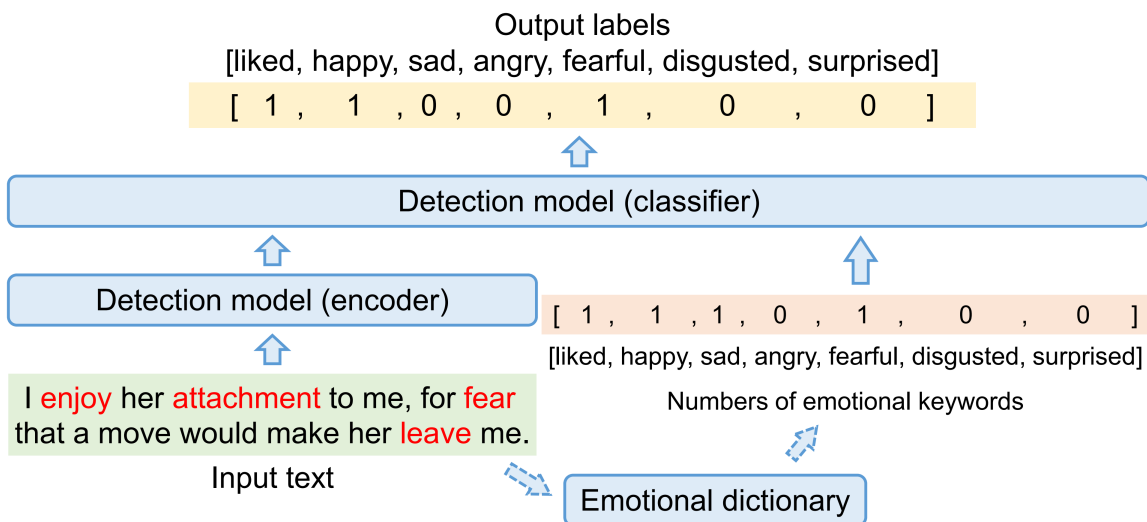 Output labels
[liked, happy, sad, angry, fearful, disgusted, surprised]
[ 1 , 1 , 0 , 0 , 1 , 0 , 0 ]
Detection model (classifier)
Detection model (encoder)
[ 1 , 1 , 1 , 0 , 1 , 0 , 0 ]
[liked, happy, sad, angry, fearful, disgusted, surprised]
Numbers of emotional keywords
I enjoy her attachment to me, for fear
that a move would make her leave me.
Input text
Emotional dictionary